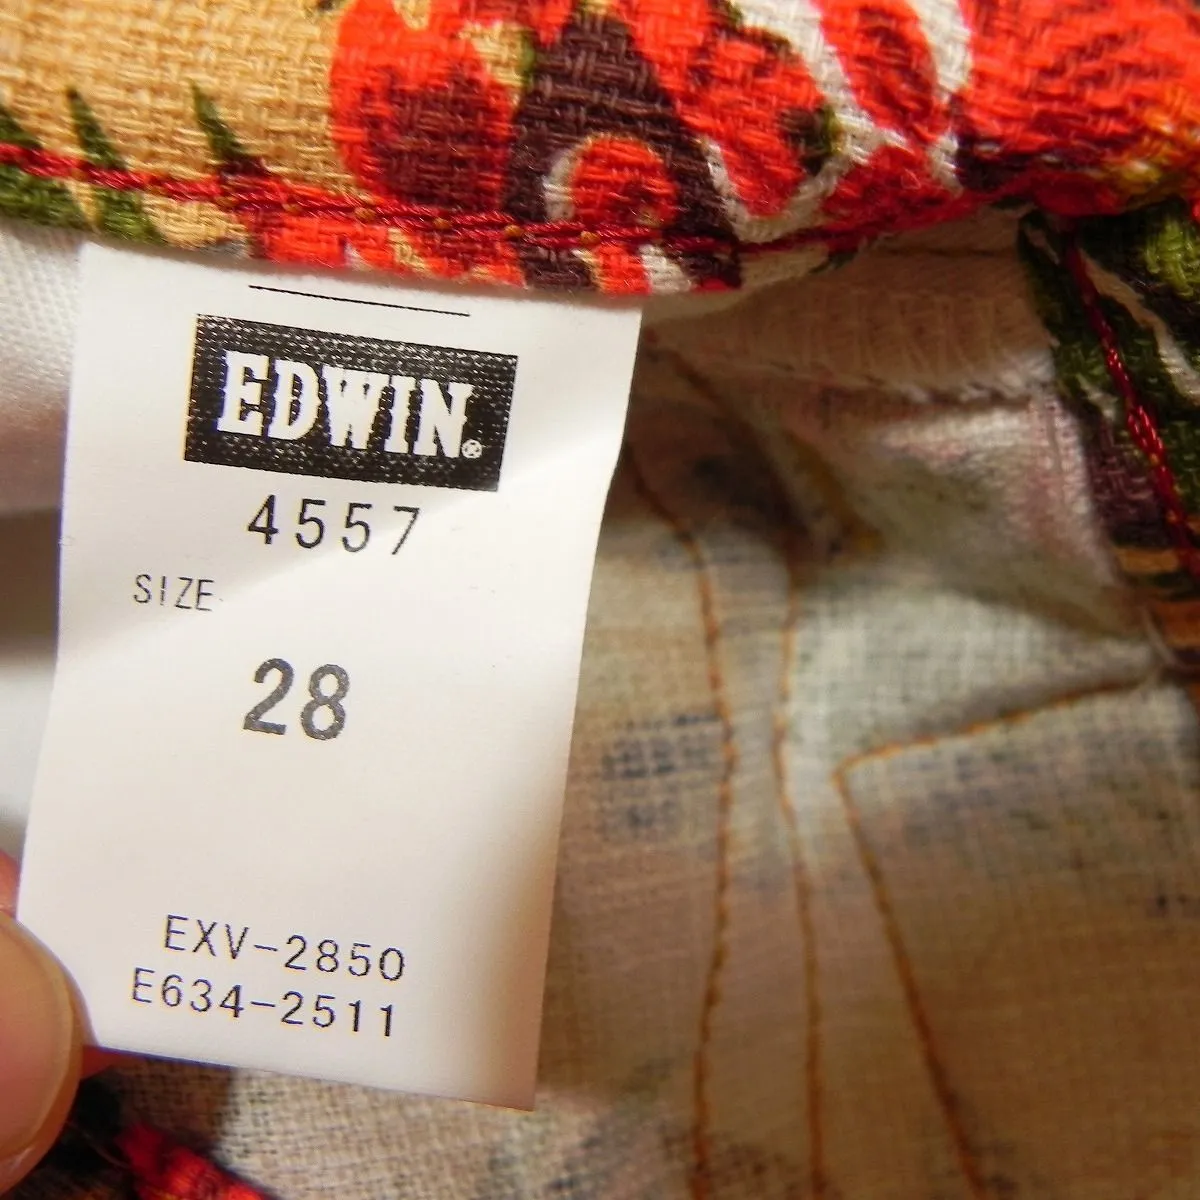 EDWIN®
4557
SIZE
28
EXV-2850
E634-2511